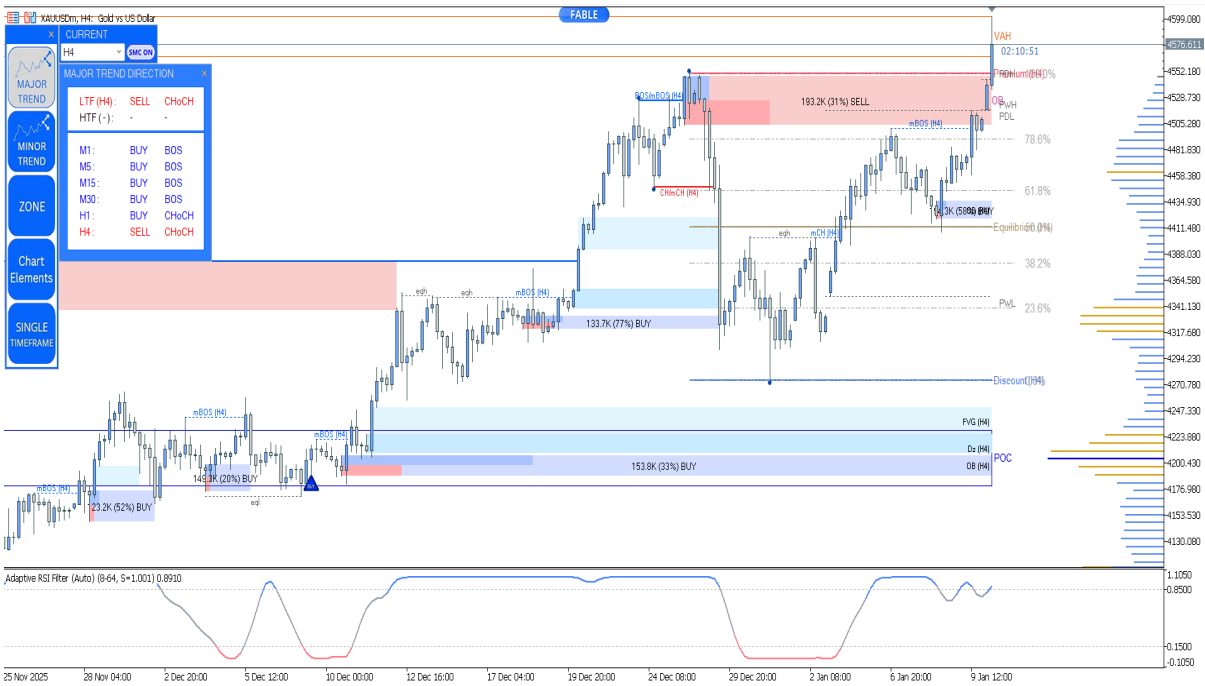 XAUUSDm, H4: Gold vs US Dollar
FABLE
4599.080
4576.611
4552.180
4528.730
4505.280
4481.830
4458.380
4434.930
4411.480
4388.030
4364.580
4341.130
4317.680
4294.230
4270.780
4247.330
4223.880
4200.430
4176.980
4153.530
4130.080
×
CURRENT
H4
SMC ON
MAJOR TREND DIRECTION ×
LTF (H4) : SELL CHoCH
HTF (-) : - -
M1 : BUY BOS
M5 : BUY BOS
M15 : BUY BOS
M30 : BUY BOS
H1 : BUY CHoCH
H4 : SELL CHoCH
MAJOR
TREND
MINOR
TREND
ZONE
Chart
Elements
SINGLE
TIMEFRAME
VAH
02:10:51
BOS/mBOS (H4)
193.2K (31%) SELL
OB
PWH
PDL
mBOS (H4)
78.6%
CH/mCH (H4)
61.8%
eqh
mCH (H4)
38.2%
PWL
23.6%
eqh
eqh
mBOS (H4)
133.7K (77%) BUY
mBOS (H4)
mBOS (H4)
FVG (H4)
Dz (H4)
POC
OB (H4)
153.8K (33%) BUY
149.3K (20%) BUY
mBOS (H4)
23.2K (52%) BUY
eql
Adaptive RSI Filter (Auto) (8-64, S=1.001) 0.8910
1.1050
0.8500
0.1500
-0.1050
25 Nov 2025
28 Nov 04:00
2 Dec 20:00
5 Dec 12:00
10 Dec 00:00
12 Dec 16:00
17 Dec 04:00
19 Dec 20:00
24 Dec 08:00
29 Dec 20:00
2 Jan 08:00
6 Jan 20:00
9 Jan 12:00